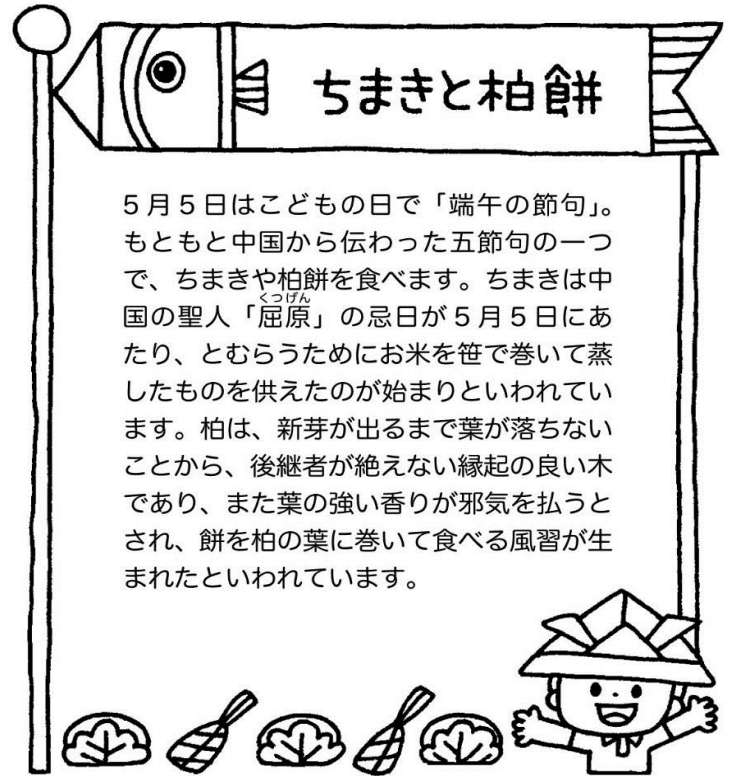 ちまきと柏餅
５月５日はこどもの日で「端午の節句」。
もともと中国から伝わった五節句の一つ
で、ちまきや柏餅を食べます。ちまきは中
くつげん
国の聖人「屈原」の忌日が５月５日にあ
たり、とむらうためにお米を笹で巻いて蒸
したものを供えたのが始まりといわれてい
ます。柏は、新芽が出るまで葉が落ちない
ことから、後継者が絶えない縁起の良い木
であり、また葉の強い香りが邪気を払うと
され、餅を柏の葉に巻いて食べる風習が生
まれたといわれています。